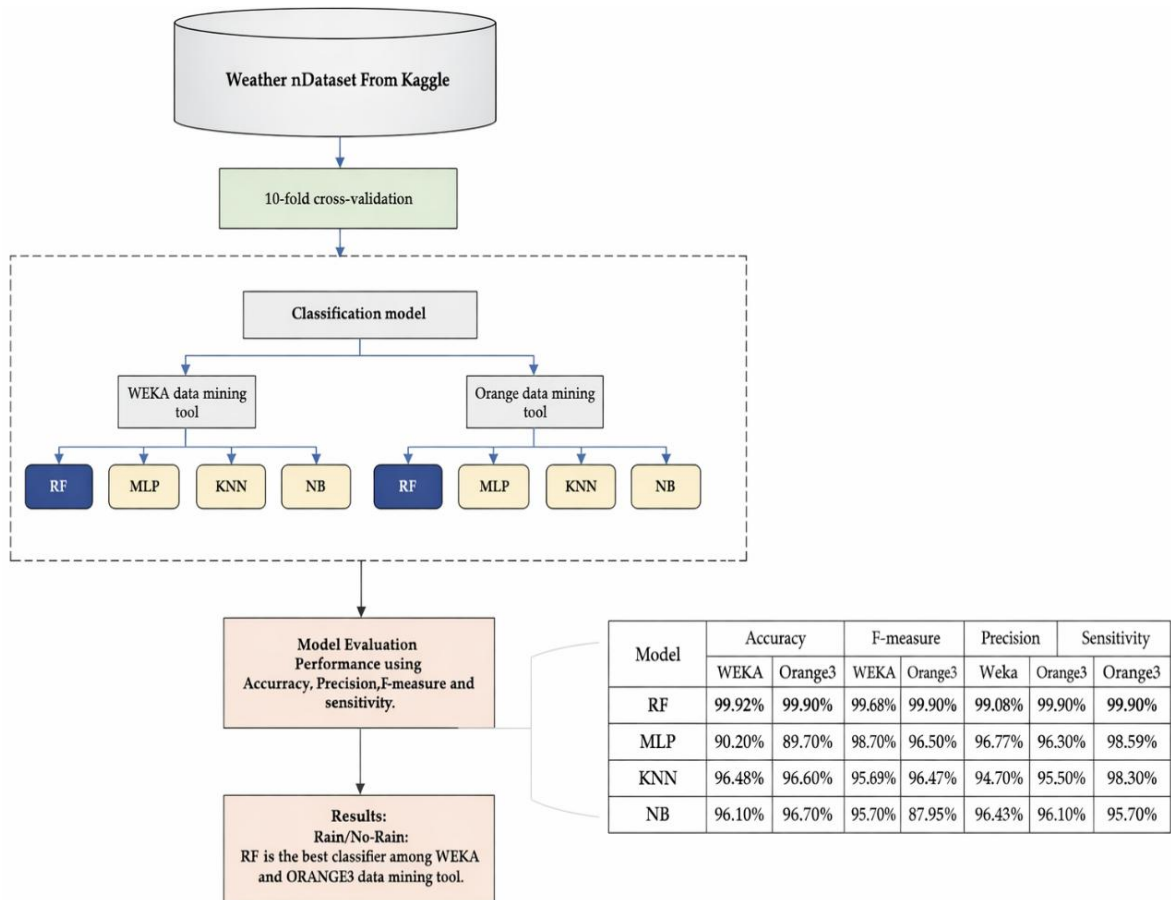 Weather nDataset From Kaggle
10-fold cross-validation
Classification model
WEKA data mining
tool
Orange data mining
tool
RF MLP KNN NB RF MLP KNN NB
Model Evaluation
Performance using
Accurracy, Precision,F-measure and
sensitivity.
Results:
Rain/No-Rain:
RF is the best classifier among WEKA
and ORANGE3 data mining tool.
Model Accuracy F-measure Precision Sensitivity
WEKA Orange3 WEKA Orange3 Weka Orange3 Orange3
RF 99.92% 99.90% 99.68% 99.90% 99.08% 99.90% 99.90%
MLP 90.20% 89.70% 98.70% 96.50% 96.77% 96.30% 98.59%
KNN 96.48% 96.60% 95.69% 96.47% 94.70% 95.50% 98.30%
NB 96.10% 96.70% 95.70% 87.95% 96.43% 96.10% 95.70%